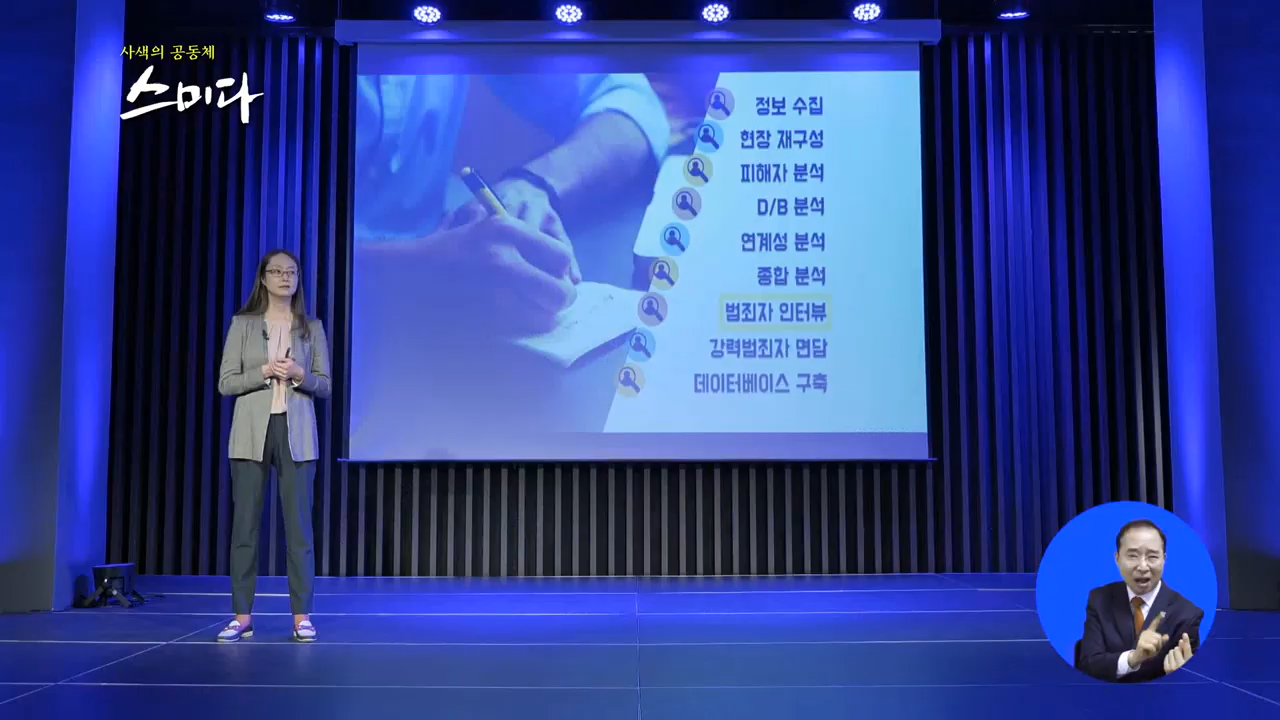 사색의 공동체
스미다
정보 수집
현장 재구성
피해자 분석
D/B 분석
연계성 분석
종합 분석
범죄자 인터뷰
강력범죄자 면담
데이터베이스 구축